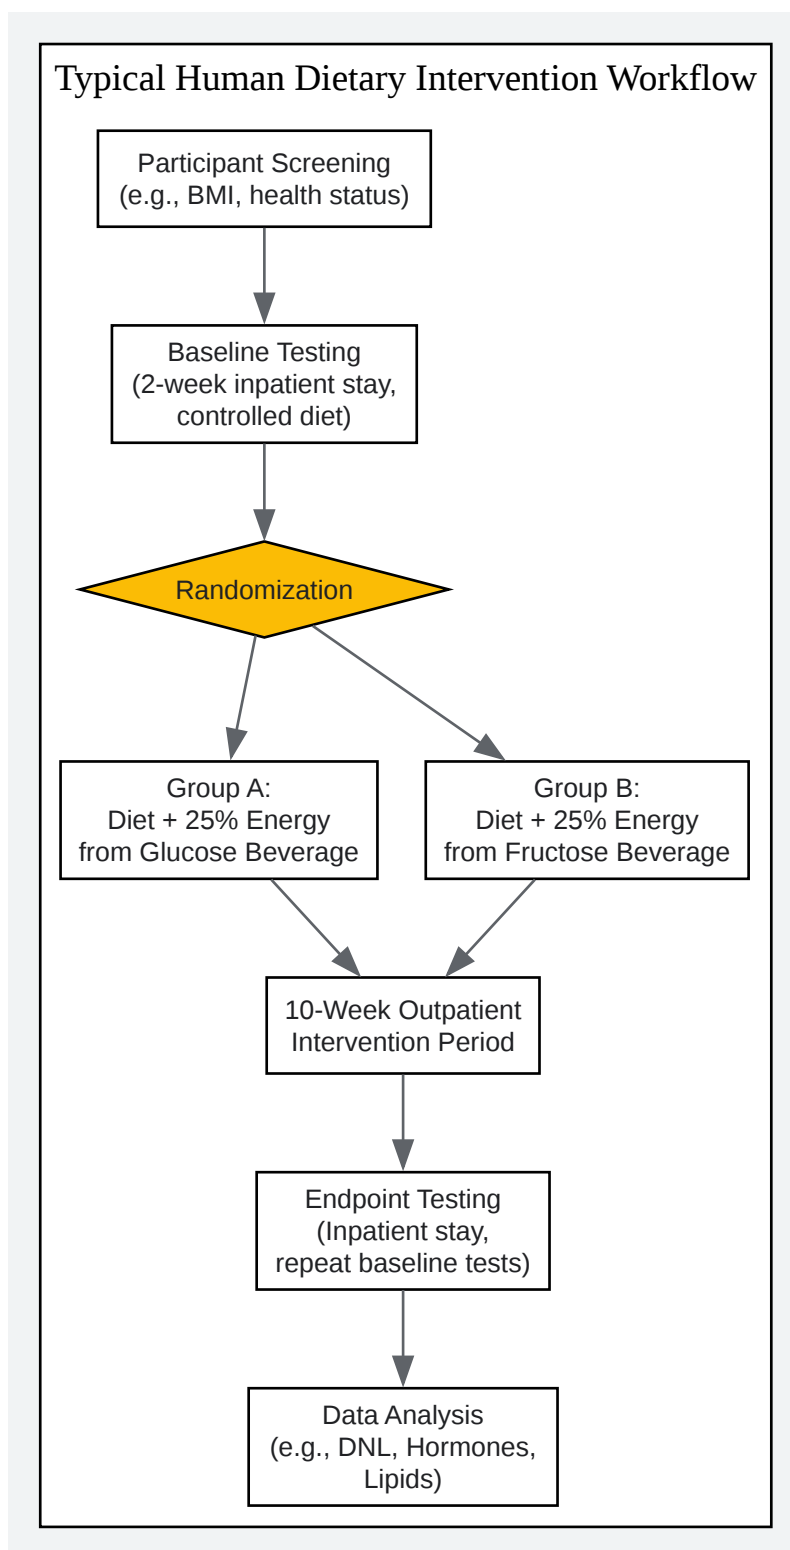 Typical Human Dietary Intervention Workflow
Participant Screening
(e.g., BMI, health status)
Baseline Testing
(2-week inpatient stay,
controlled diet)
Randomization
Group A:
Diet + 25% Energy
from Glucose Beverage
Group B:
Diet + 25% Energy
from Fructose Beverage
10-Week Outpatient
Intervention Period
Endpoint Testing
(Inpatient stay,
repeat baseline tests)
Data Analysis
(e.g., DNL, Hormones,
Lipids)